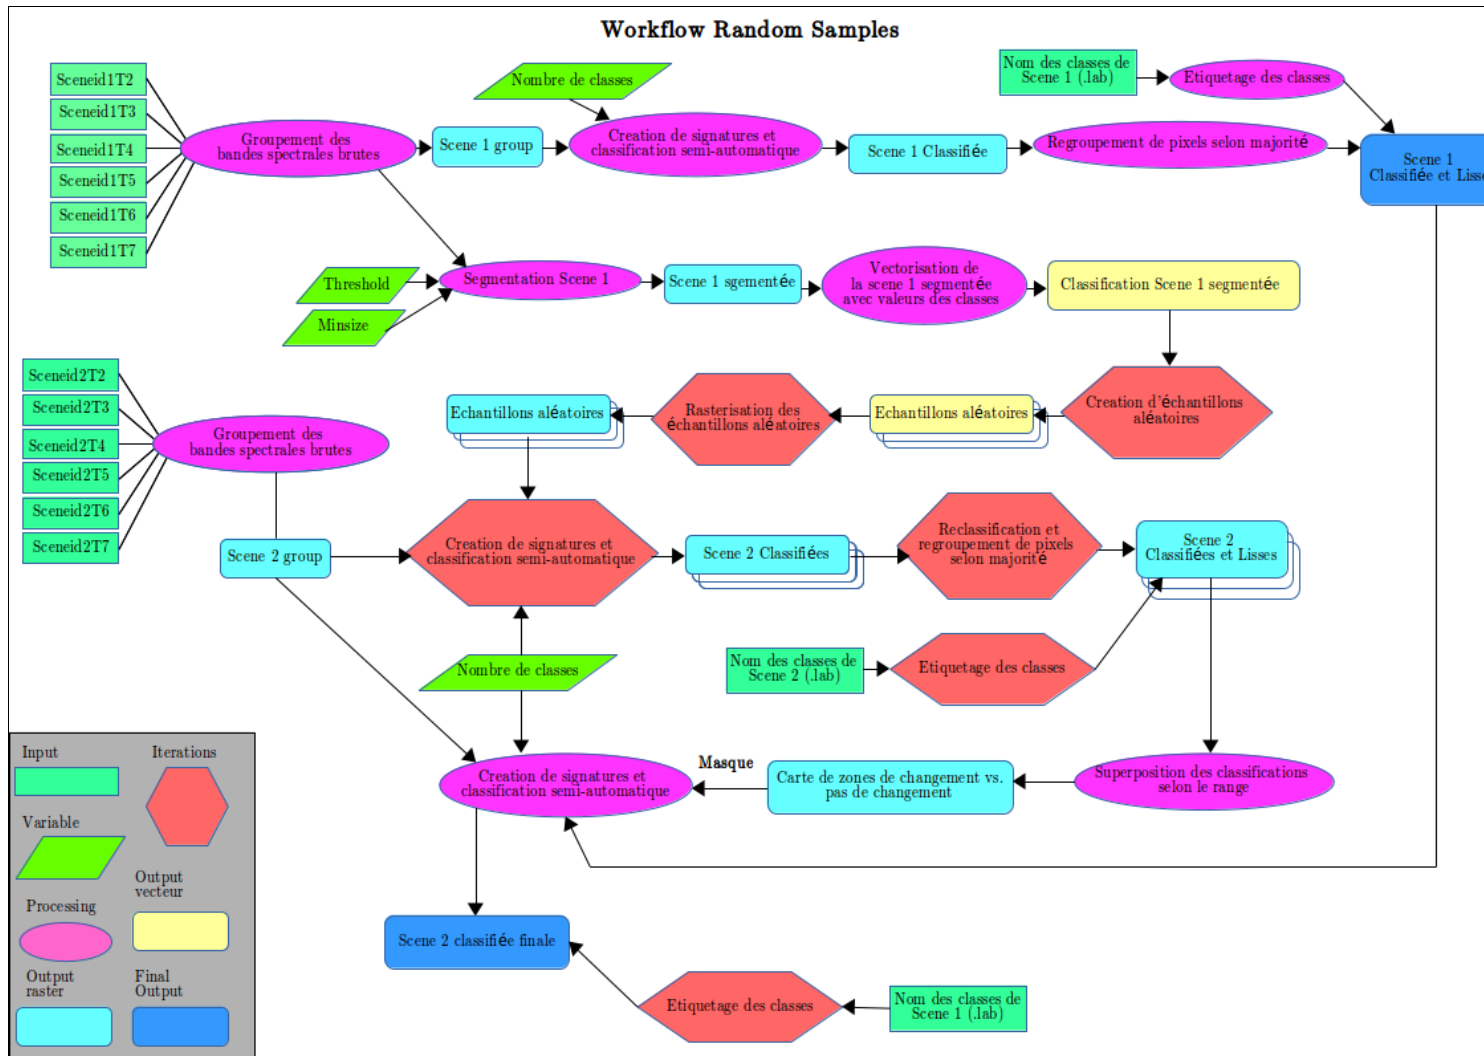 Workflow Random Samples
Sceneid1T2
Sceneid1T3
Sceneid1T4
Sceneid1T5
Sceneid1T6
Sceneid1T7
Groupement des
bandes spectrales brutes
Scene 1 group
Nombre de classes
Creation de signatures et
classification semi-automatique
Scene 1 Classifiée
Nom des classes de
Scene 1 (.lab)
Etiquetage des classes
Regroupement de pixels selon majorité
Scene 1
Classifiée et Lisse
Threshold
Minsize
Segmentation Scene 1
Scene 1 sgementée
Vectorisation de
la scene 1 segmentée
avec valeurs des classes
Classification Scene 1 segmentée
Sceneid2T2
Sceneid2T3
Sceneid2T4
Sceneid2T5
Sceneid2T6
Sceneid2T7
Groupement des
bandes spectrales brutes
Echantillons aléatoires
Rasterisation des
échantillons aléatoires
Echantillons aléatoires
Creation d'échantillons
aléatoires
Scene 2 group
Creation de signatures et
classification semi-automatique
Scene 2 Classifiées
Reclassification et
regroupement de pixels
selon majorité
Scene 2
Classifiées et Lisses
Nombre de classes
Nom des classes de
Scene 2 (.lab)
Etiquetage des classes
Creation de signatures et
classification semi-automatique
Masque
Carte de zones de changement vs.
pas de changement
Superposition des classifications
selon le range
Scene 2 classifiée finale
Etiquetage des classes
Nom des classes de
Scene 1 (.lab)
Input
Iterations
Variable
Output
vecteur
Processing
Output
raster
Final
Output